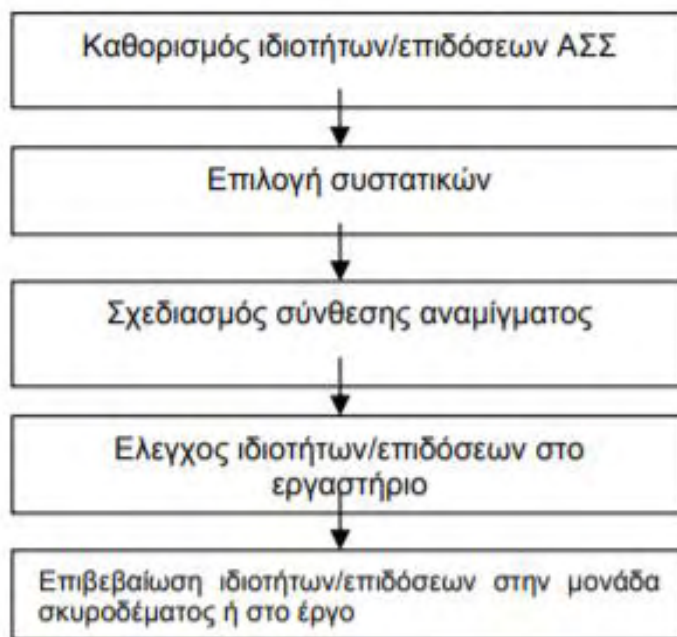 Καθορισμός ιδιοτήτων/επιδόσεων ΑΣΣ
Επιλογή συστατικών
Σχεδιασμός σύνθεσης αναμίγματος
Ελεγχος ιδιοτήτων/επιδόσεων στο
εργαστήριο
Επιβεβαίωση ιδιοτήτων/επιδόσεων στην μονάδα
σκυροδέματος ή στο έργο